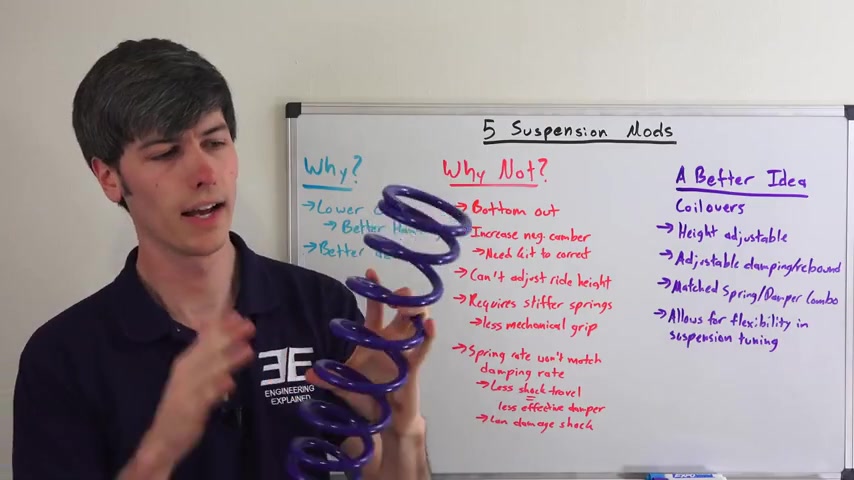 5 Suspension Mods
Why?
→Lower
→Better
→Better
Why Not?
→Bottom out
Increase neg. camber
→Need kit to correct
→Can't adjust ride height
→Requires stiffer springs
→less mechanical grip
→Spring rate won't match
damping rate
→Less shock travel
=
less effective damper
→Can damage shock
A Better Idea
Coilovers
→Height adjustable
→Adjustable damping/rebound
→Matched Spring/Damper Combo
→Allows for flexibility in
suspension tuning
EE
ENGINEERING
EXPLAINED